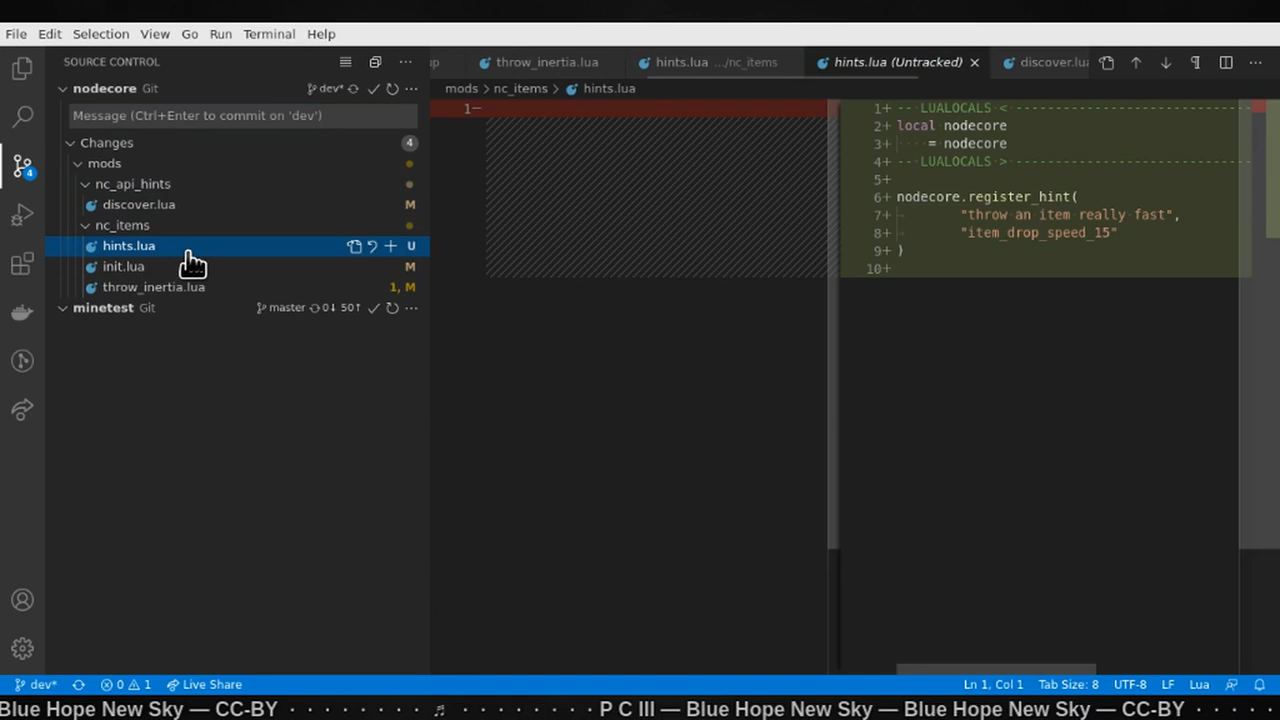 File Edit Selection View Go Run Terminal Help
SOURCE CONTROL
nodecore Git dev*
Message (Ctrl+Enter to commit on 'dev')
Changes 4
mods
nc_api_hints
discover.lua M
nc_items
hints.lua U
init.lua M
throw_inertia.lua 1, M
minetest Git master 0↓ 50↑
4
up throw_inertia.lua hints.lua .../nc_items hints.lua (Untracked) × discover.lua
mods > nc_items > hints.lua
1−
1+ -- LUALOCALS < ---------------------------------
2+ local nodecore
3+ = nodecore
4+ -- LUALOCALS > ---------------------------------
5+
6+ nodecore.register_hint(
7+ "throw an item really fast",
8+ "item_drop_speed_15"
9+ )
10+
dev* 0 1 Live Share Ln 1, Col 1 Tab Size: 8 UTF-8 LF Lua
Blue Hope New Sky — CC-BY · · · · · · · ♬ · · · · · · · P C III — Blue Hope New Sky — Blue Hope New Sky — CC-BY · · · · ·